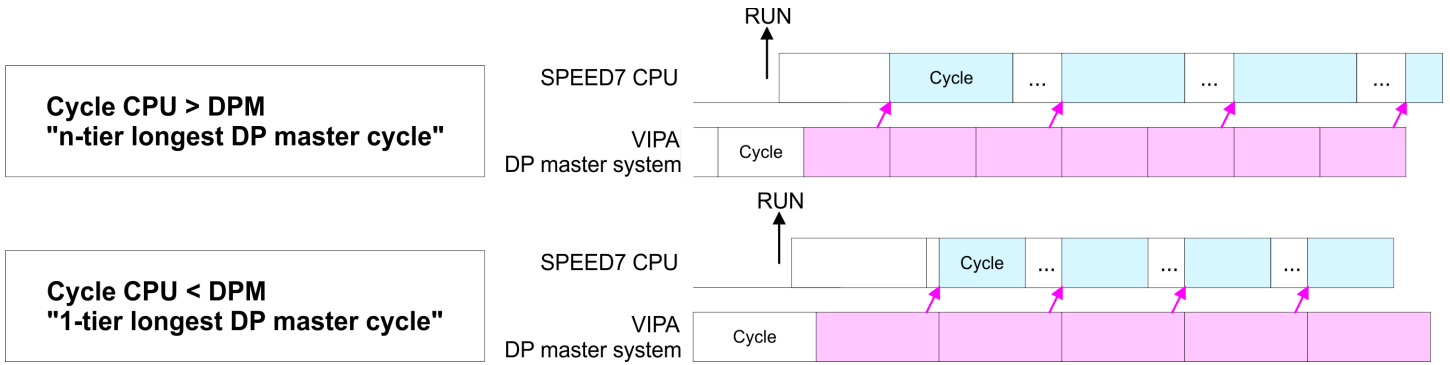 RUN
SPEED7 CPU
Cycle
...
...
...
Cycle CPU > DPM
"n-tier longest DP master cycle"
VIPA
DP master system
Cycle
RUN
SPEED7 CPU
Cycle
...
...
...
Cycle CPU < DPM
"1-tier longest DP master cycle"
VIPA
DP master system
Cycle